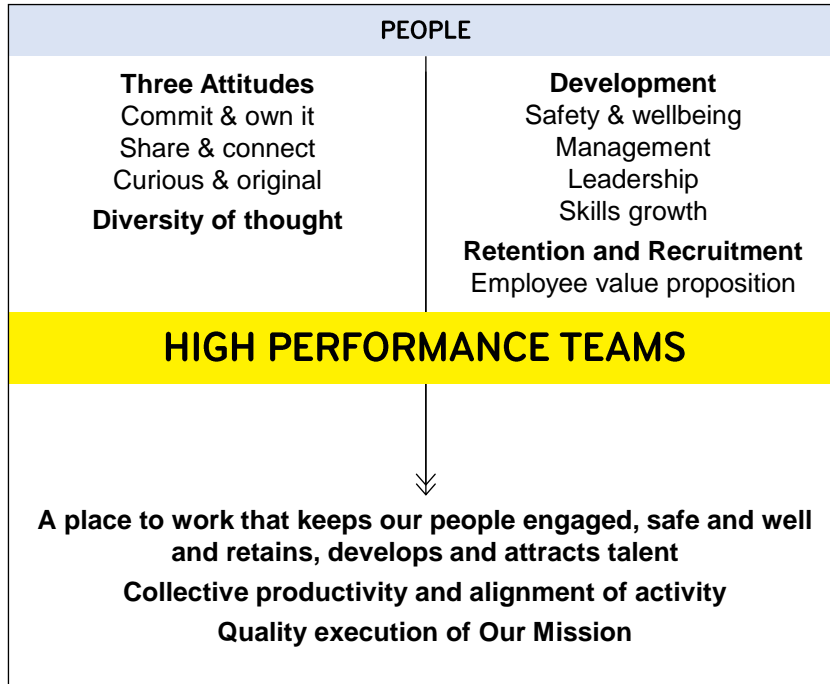 PEOPLE
Three Attitudes
Commit & own it
Share & connect
Curious & original
Diversity of thought
Development
Safety & wellbeing
Management
Leadership
Skills growth
Retention and Recruitment
Employee value proposition
HIGH PERFORMANCE TEAMS
A place to work that keeps our people engaged, safe and well
and retains, develops and attracts talent
Collective productivity and alignment of activity
Quality execution of Our Mission